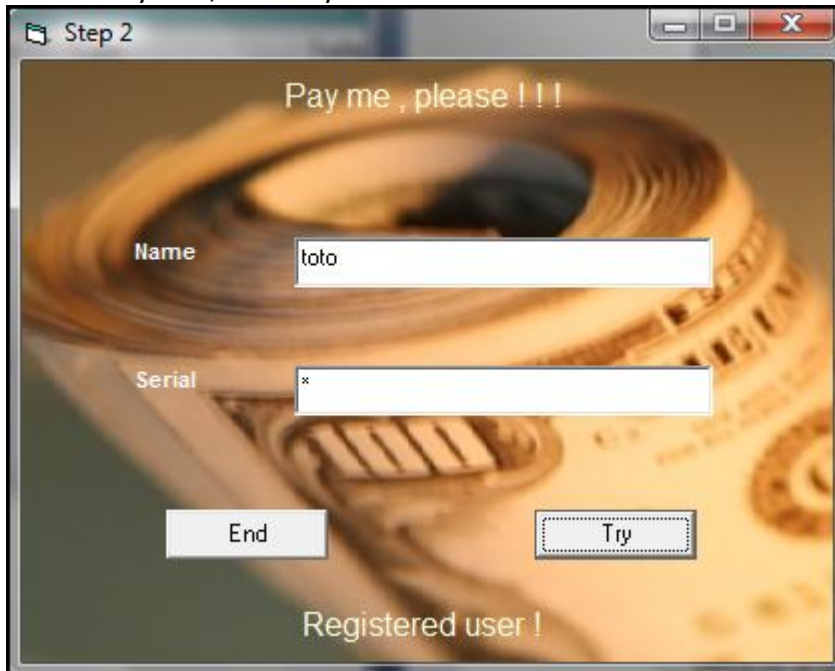 Step 2
Pay me , please ! ! !
Name
toto
Serial
*
End
Try
Registered user !